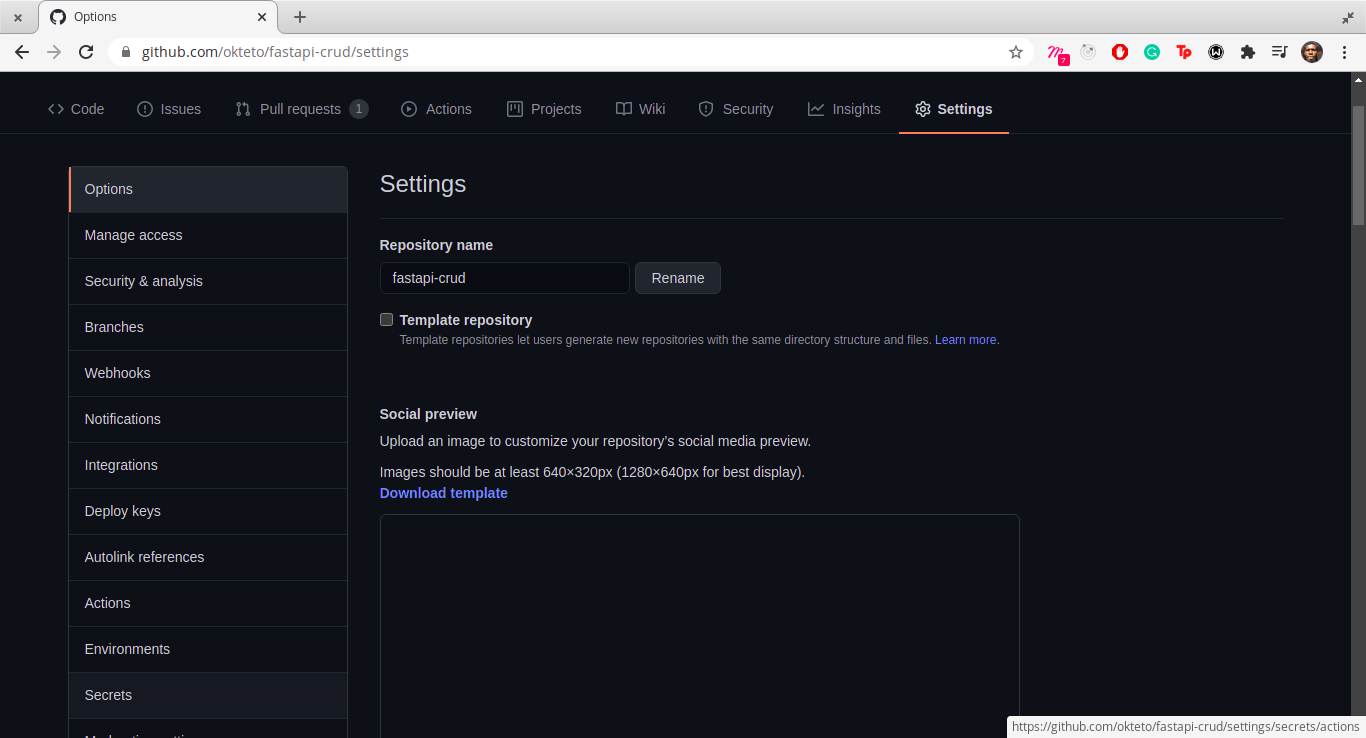 Options
github.com/okteto/fastapi-crud/settings
7
Tp
W
Code
Issues
Pull requests 1
Actions
Projects
Wiki
Security
Insights
Settings
Options
Manage access
Security & analysis
Branches
Webhooks
Notifications
Integrations
Deploy keys
Autolink references
Actions
Environments
Secrets
Settings
Repository name
fastapi-crud
Rename
Template repository
Template repositories let users generate new repositories with the same directory structure and files. Learn more.
Social preview
Upload an image to customize your repository's social media preview.
Images should be at least 640×320px (1280×640px for best display).
Download template
https://github.com/okteto/fastapi-crud/settings/secrets/actions